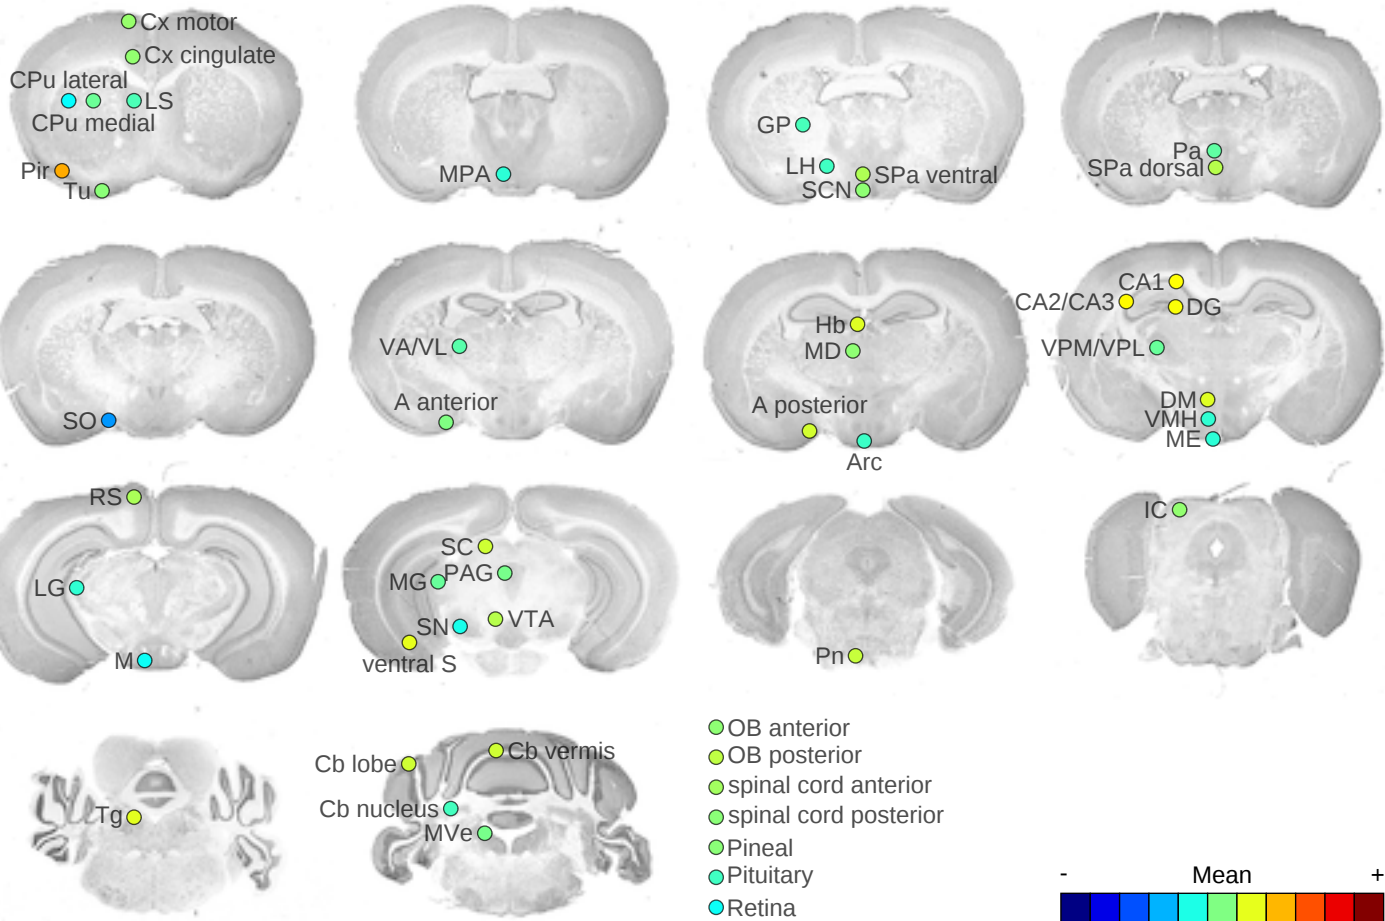 Cx motor
Cx cingulate
CPu lateral
LS
CPu medial
Pir
Tu
MPA
GP
LH
SPa ventral
SCN
Pa
SPa dorsal
SO
VA/VL
A anterior
Hb
MD
A posterior
Arc
CA1
CA2/CA3
DG
VPM/VPL
DM
VMH
ME
RS
LG
M
SC
MG
PAG
SN
VTA
ventral S
Pn
IC
Tg
Cb lobe
Cb vermis
Cb nucleus
MVe
OB anterior
OB posterior
spinal cord anterior
spinal cord posterior
Pineal
Pituitary
Retina
- Mean +